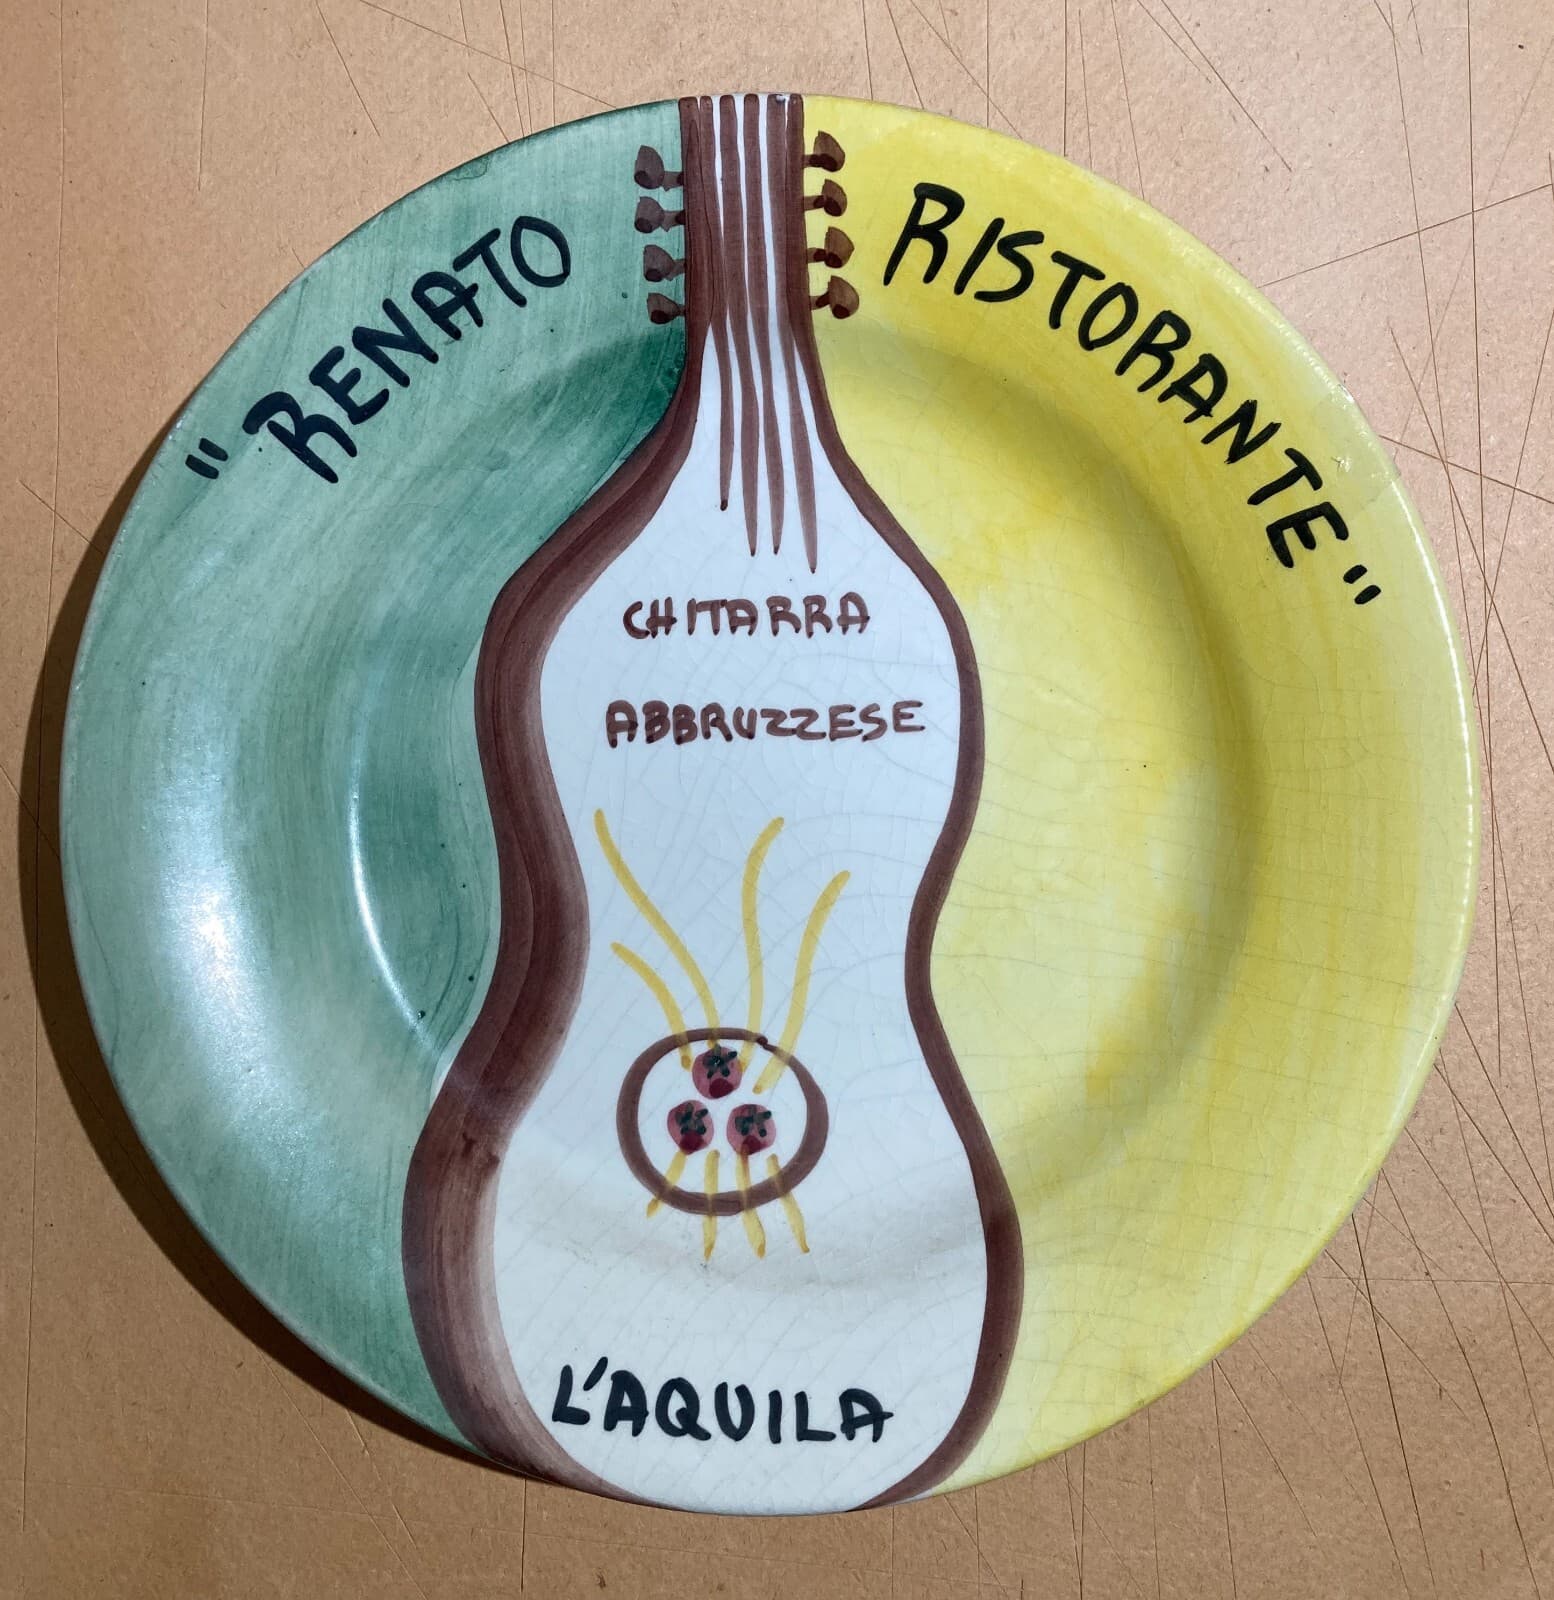 "RENATO
RISTORANTE"
CHITARRA
ABBRUZZESE
L'AQUILA